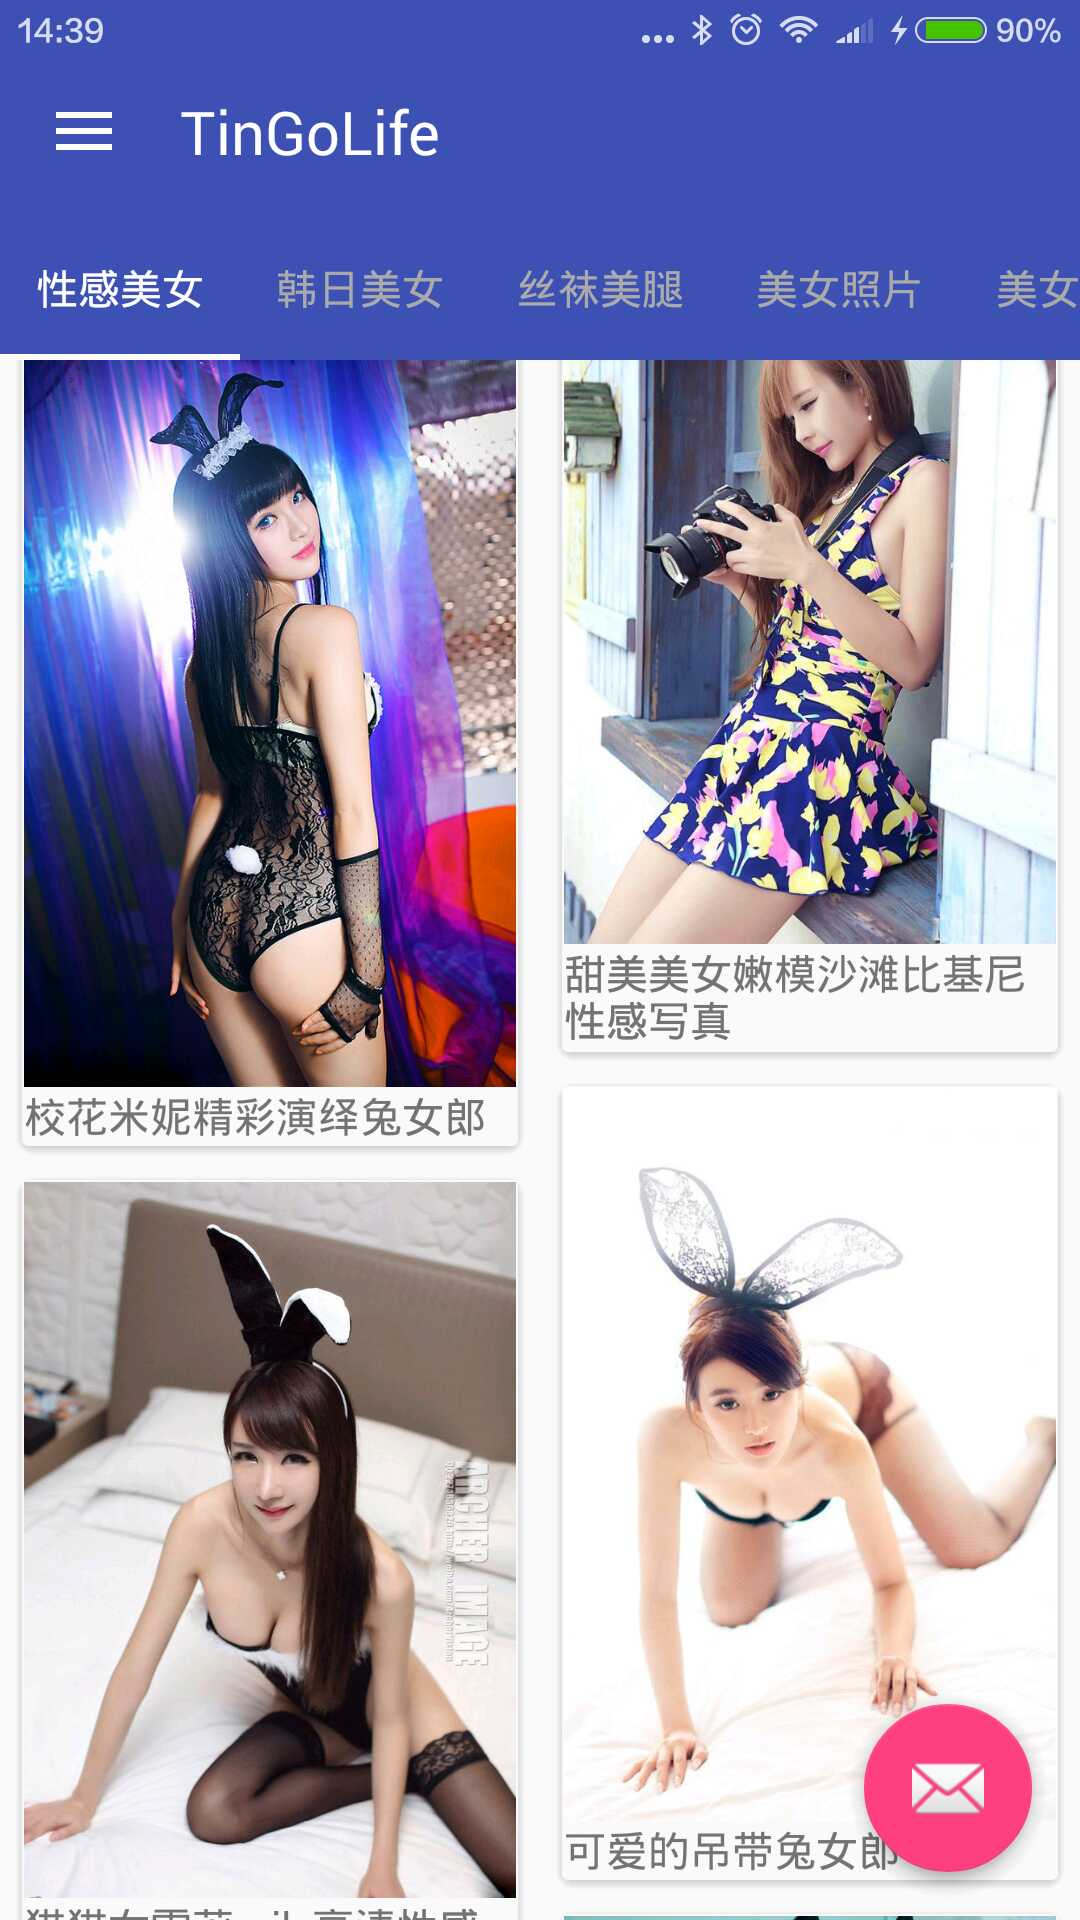 14:39
90%
TinGoLife
性感美女 韩日美女 丝袜美腿 美女照片 美女
甜美美女嫩模沙滩比基尼
性感写真
校花米妮精彩演绎兔女郎
ARCHER IMAGE
可爱的吊带兔女郎